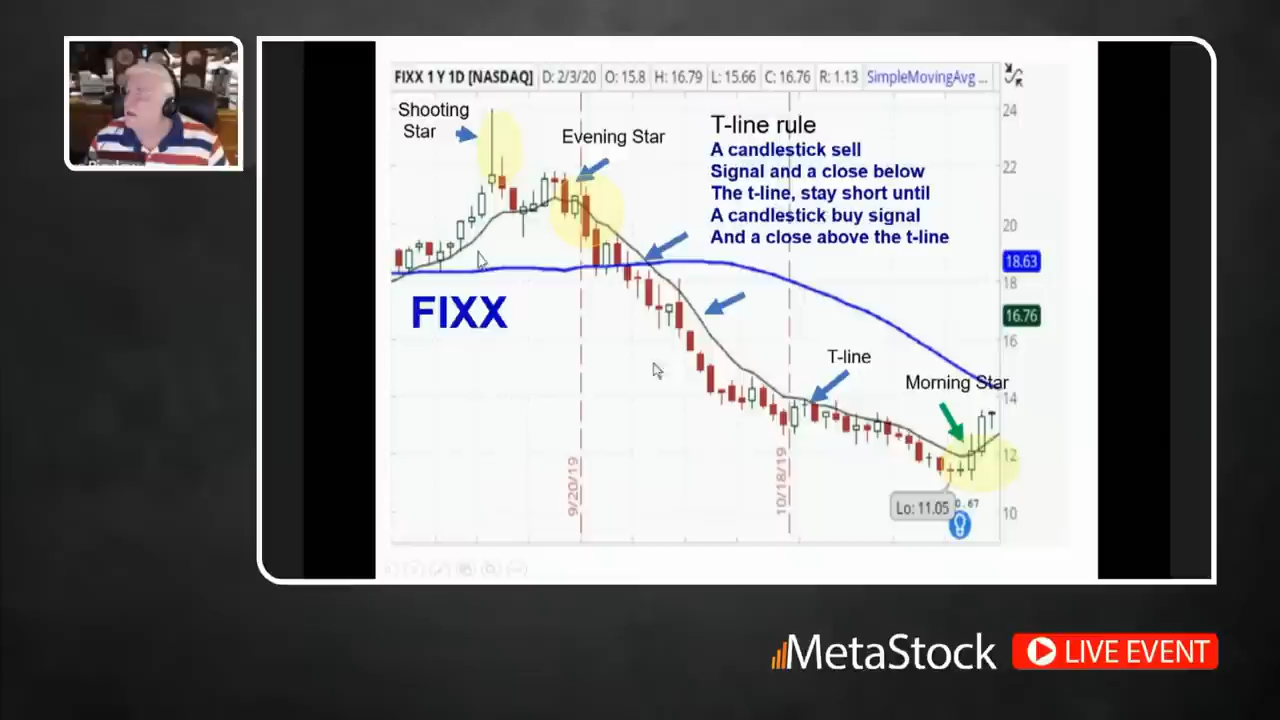 FIXX 1 Y 1D [NASDAQ] D: 2/3/20 O: 15.8 H: 16.79 L: 15.66 C: 16.76 R: 1.13 SimpleMovingAvg ...
Shooting
Star
Evening Star
T-line rule
A candlestick sell
Signal and a close below
The t-line, stay short until
A candlestick buy signal
And a close above the t-line
24
22
20
18.63
18
16.76
16
14
12
10
FIXX
T-line
Morning Star
9/20/19
10/18/19
Lo: 11.05
0.67
MetaStock
LIVE EVENT